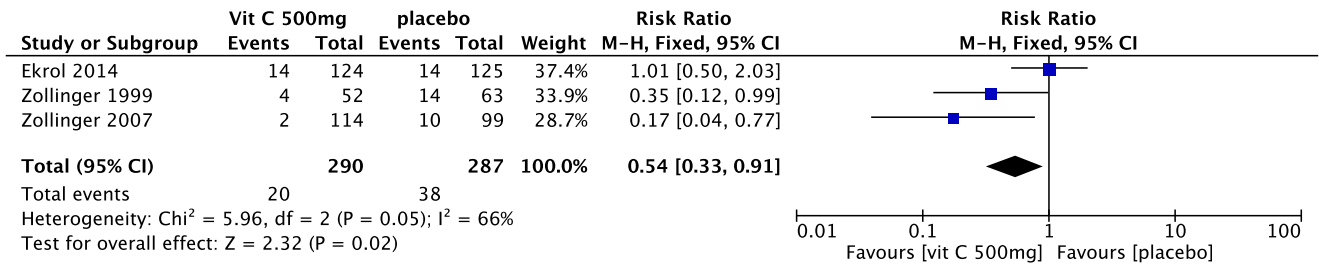 Vit C 500mg placebo Risk Ratio Risk Ratio
Study or Subgroup Events Total Events Total Weight M-H, Fixed, 95% CI M-H, Fixed, 95% CI
Ekrol 2014 14 124 14 125 37.4% 1.01 [0.50, 2.03]
Zollinger 1999 4 52 14 63 33.9% 0.35 [0.12, 0.99]
Zollinger 2007 2 114 10 99 28.7% 0.17 [0.04, 0.77]
Total (95% CI) 290 287 100.0% 0.54 [0.33, 0.91]
Total events 20 38
Heterogeneity: Chi² = 5.96, df = 2 (P = 0.05); I² = 66%
Test for overall effect: Z = 2.32 (P = 0.02)
0.01 0.1 1 10 100
Favours [vit C 500mg] Favours [placebo]